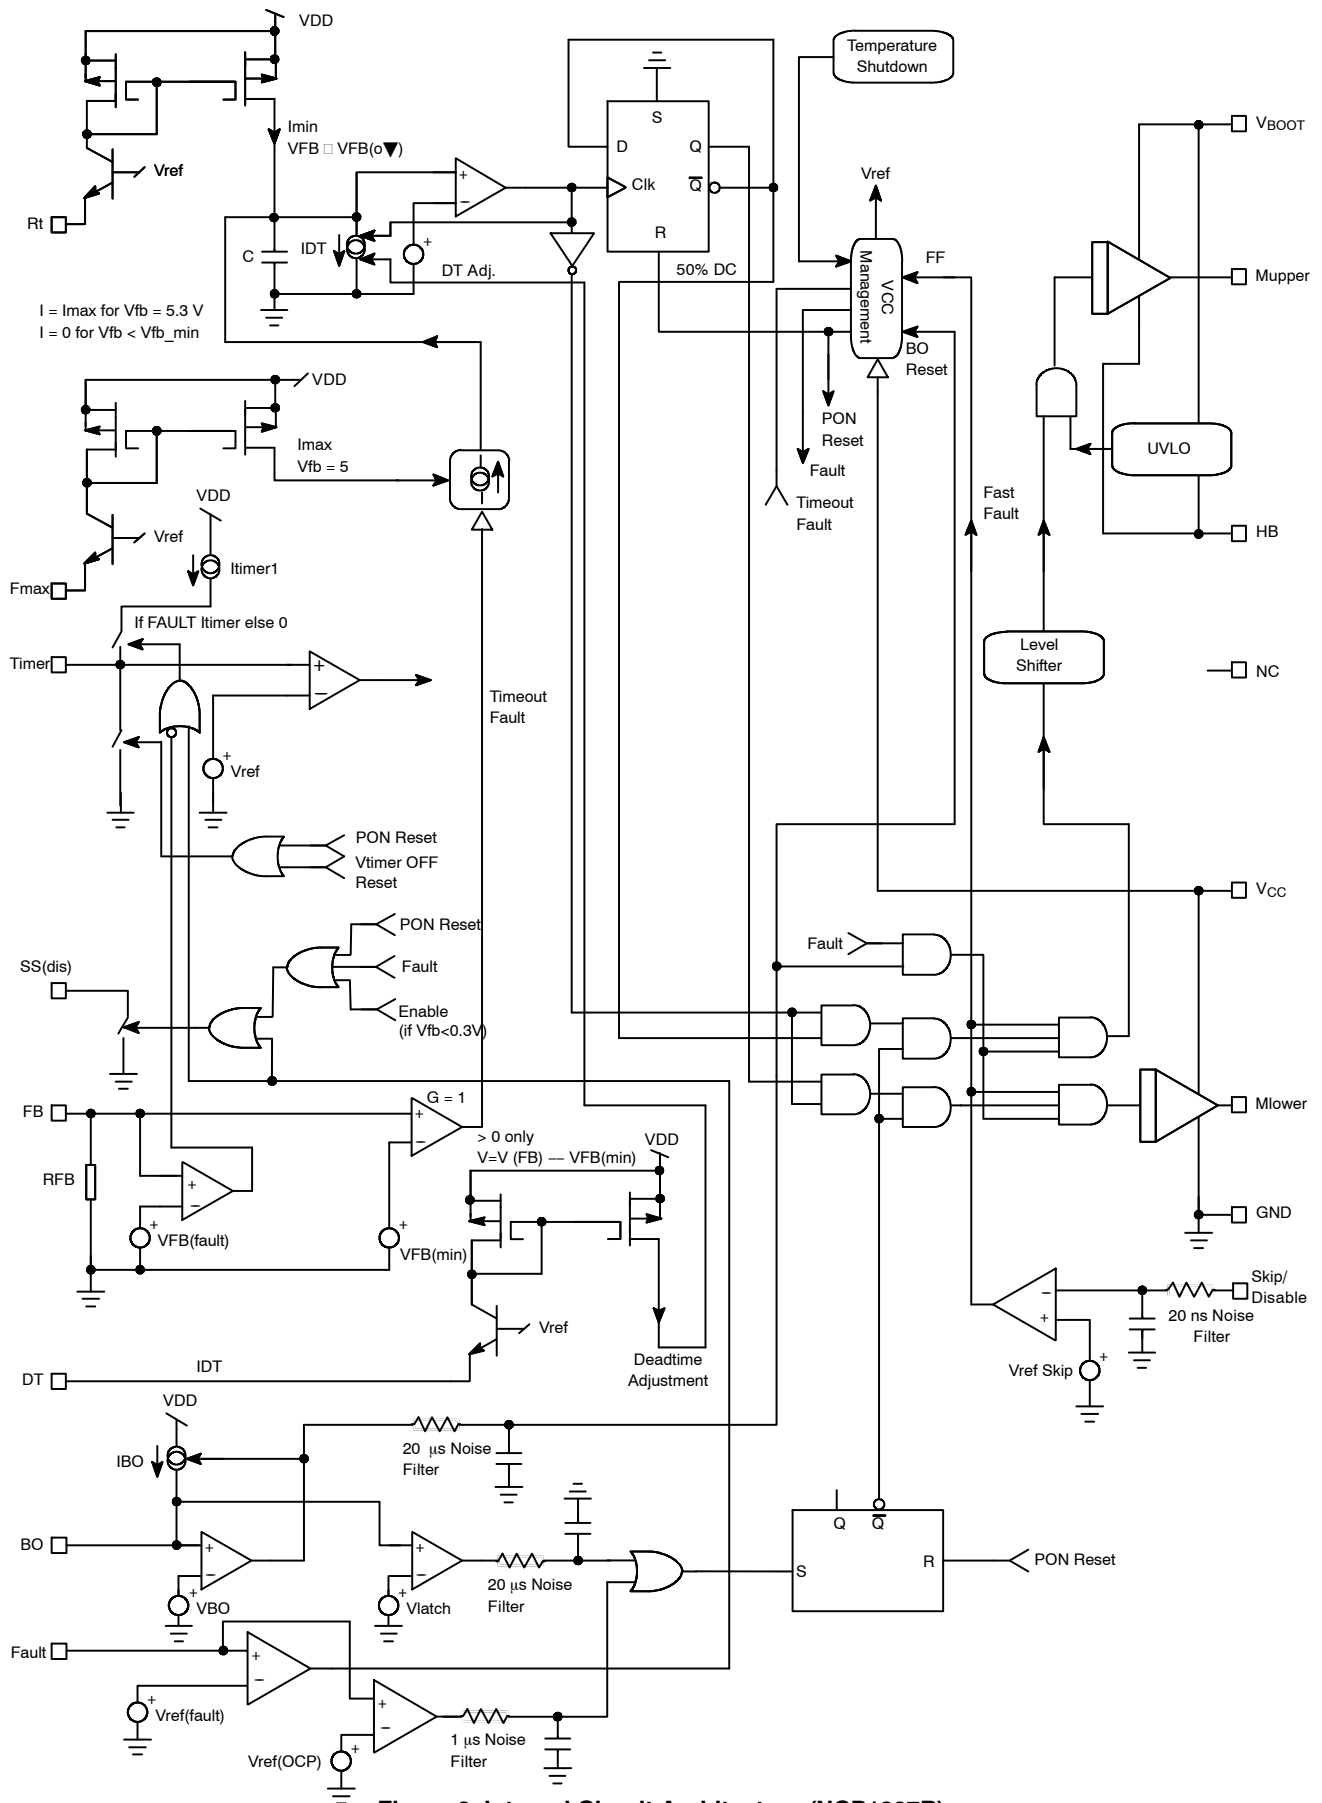 VDD
Temperature
Shutdown
Imin
VFB □ VFB(o▼)
Vref
Rt
S
D
Q
Clk
Q
R
+
−
C
IDT
+
DT Adj.
50% DC
Vref
VCC
Management
FF
BO
Reset
PON
Reset
Fault
Timeout
Fault
VBOOT
Mupper
UVLO
HB
I = Imax for Vfb = 5.3 V
I = 0 for Vfb < Vfb_min
VDD
Imax
Vfb = 5
VDD
Vref
Itimer1
Fmax
If FAULT Itimer else 0
Timer
+
−
+
Vref
Timeout
Fault
Fast
Fault
Level
Shifter
NC
PON Reset
Vtimer OFF
Reset
PON Reset
Fault
Enable
(if Vfb<0.3V)
SS(dis)
VCC
Fault
FB
G = 1
+
−
> 0 only
V=V (FB) −− VFB(min)
VDD
RFB
+
−
+
VFB(fault)
+
VFB(min)
Mlower
GND
Vref
Deadtime
Adjustment
IDT
DT
−
+
Skip/
Disable
20 ns Noise
Filter
+
Vref Skip
VDD
IBO
20 μs Noise
Filter
BO
+
−
+
VBO
+
−
+
Vlatch
20 μs Noise
Filter
Q
Q
S
R
PON Reset
Fault
+
−
+
Vref(fault)
+
−
+
Vref(OCP)
1 μs Noise
Filter